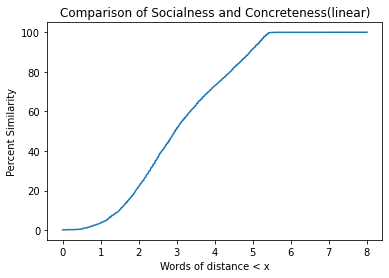 Comparison of Socialness and Concreteness(linear)
Percent Similarity
100
80
60
40
20
0
0 1 2 3 4 5 6 7 8
Words of distance < x